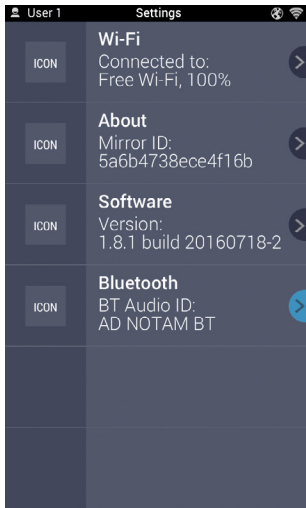 User 1 Settings
ICON
Wi-Fi
Connected to:
Free Wi-Fi, 100%
ICON
About
Mirror ID:
5a6b4738ece4f16b
ICON
Software
Version:
1.8.1 build 20160718-2
ICON
Bluetooth
BT Audio ID:
AD NOTAM BT